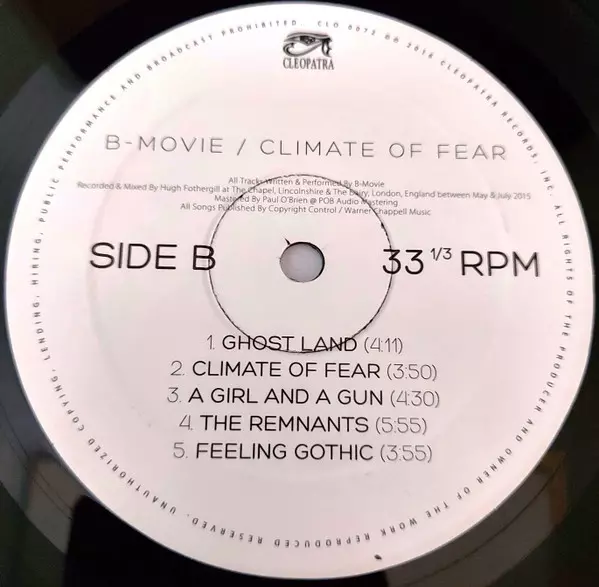 CLEOPATRA
B-MOVIE / CLIMATE OF FEAR
All Tracks Written & Performed By B-Movie
Recorded & Mixed By Hugh Fothergill at The Chapel, Lincolnshire & The Dairy, London, England between May & July 2015
Mastered By Paul O'Brien @ POB Audio Mastering
All Songs Published By Copyright Control / Warner Chappell Music
SIDE B
33 1/3 RPM
1. GHOST LAND (4:11)
2. CLIMATE OF FEAR (3:50)
3. A GIRL AND A GUN (4:30)
4. THE REMNANTS (5:55)
5. FEELING GOTHIC (3:55)
UNAUTHORIZED COPYING, LENDING, HIRING, PUBLIC PERFORMANCE AND BROADCAST PROHIBITED. CLO 0072 2016 CLEOPATRA RECORDS, INC. ALL RIGHTS OF THE PRODUCER AND OWNER OF THE WORK REPRODUCED RESERVED.